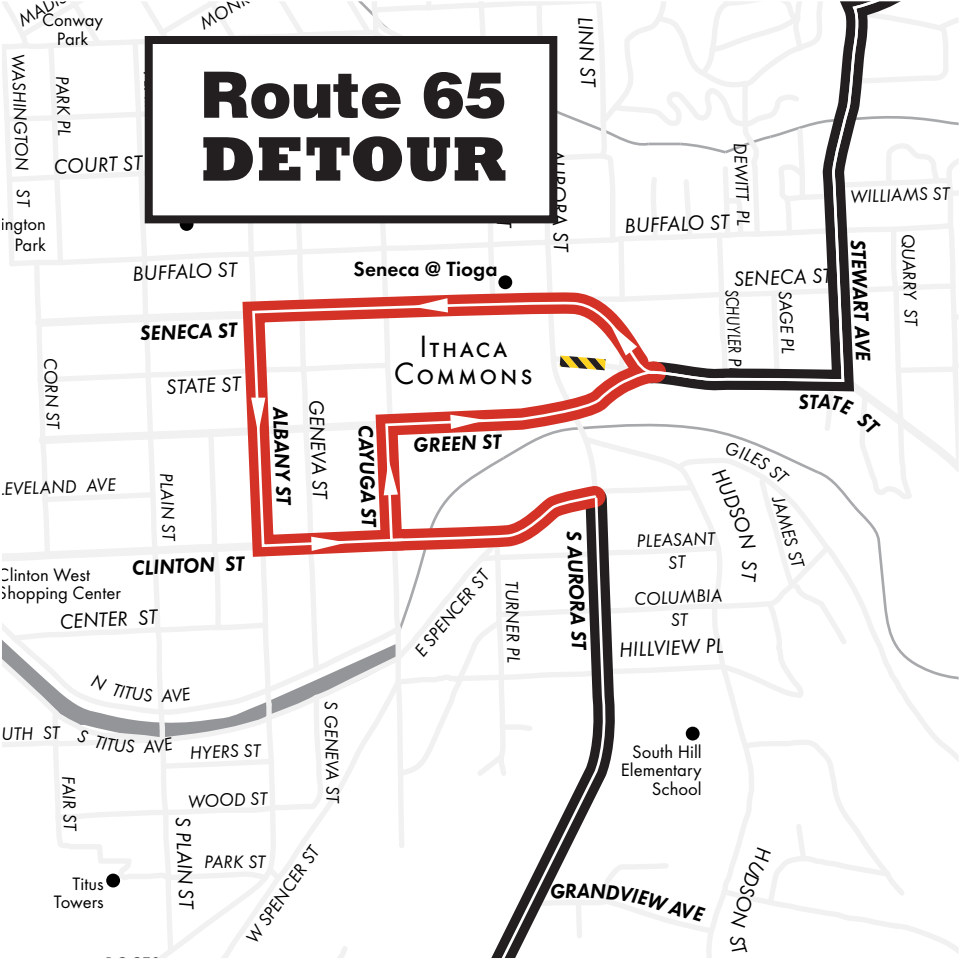 Conway
Park
LINN ST
WASHINGTON ST
PARK PL
Route 65
DETOUR
COURT ST
AURORA ST
DEWITT PL
WILLIAMS ST
ington
Park
BUFFALO ST
BUFFALO ST
STEWART AVE
QUARRY ST
Seneca @ Tioga
SENECA ST
SCHUYLER P
SAGE PL
SENECA ST
ITHACA
COMMONS
STATE ST
CORN ST
STATE ST
ALBANY ST
GENEVA ST
CAYUGA ST
GREEN ST
GILES ST
LEVELAND AVE
PLAIN ST
HUDSON ST
JAMES ST
S AURORA ST
PLEASANT
ST
CLINTON ST
Clinton West
Shopping Center
E SPENCER ST
TURNER PL
COLUMBIA
ST
CENTER ST
HILLVIEW PL
N TITUS AVE
S GENEVA ST
UTH ST
S TITUS AVE
HYERS ST
South Hill
Elementary
School
FAIR ST
WOOD ST
S PLAIN ST
PARK ST
W SPENCER ST
Titus
Towers
GRANDVIEW AVE
HUDSON ST